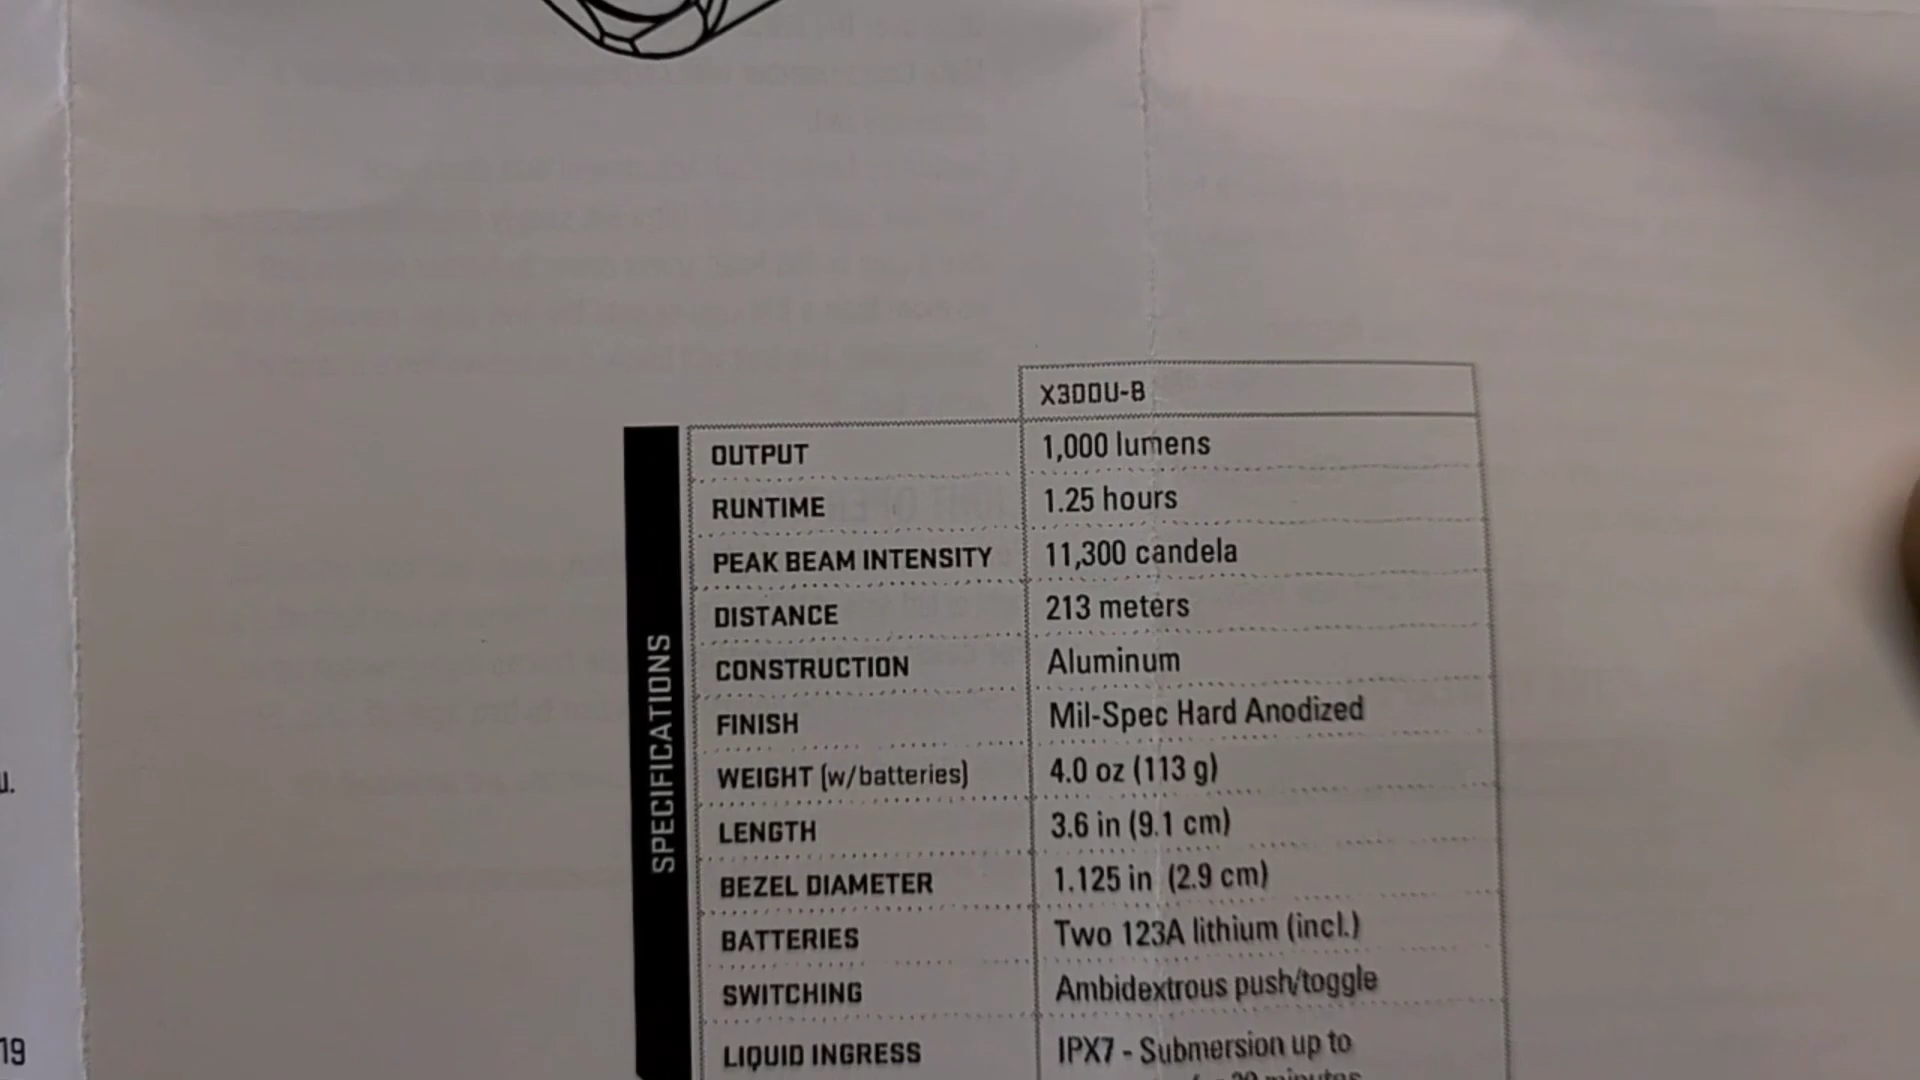 X300U-B
OUTPUT 1,000 lumens
RUNTIME 1.25 hours
PEAK BEAM INTENSITY 11,300 candela
DISTANCE 213 meters
CONSTRUCTION Aluminum
FINISH Mil-Spec Hard Anodized
WEIGHT (w/batteries) 4.0 oz (113 g)
LENGTH 3.6 in (9.1 cm)
BEZEL DIAMETER 1.125 in (2.9 cm)
BATTERIES Two 123A lithium (incl.)
SWITCHING Ambidextrous push/toggle
LIQUID INGRESS IPX7 - Submersion up to
minutes
SPECIFICATIONS
19